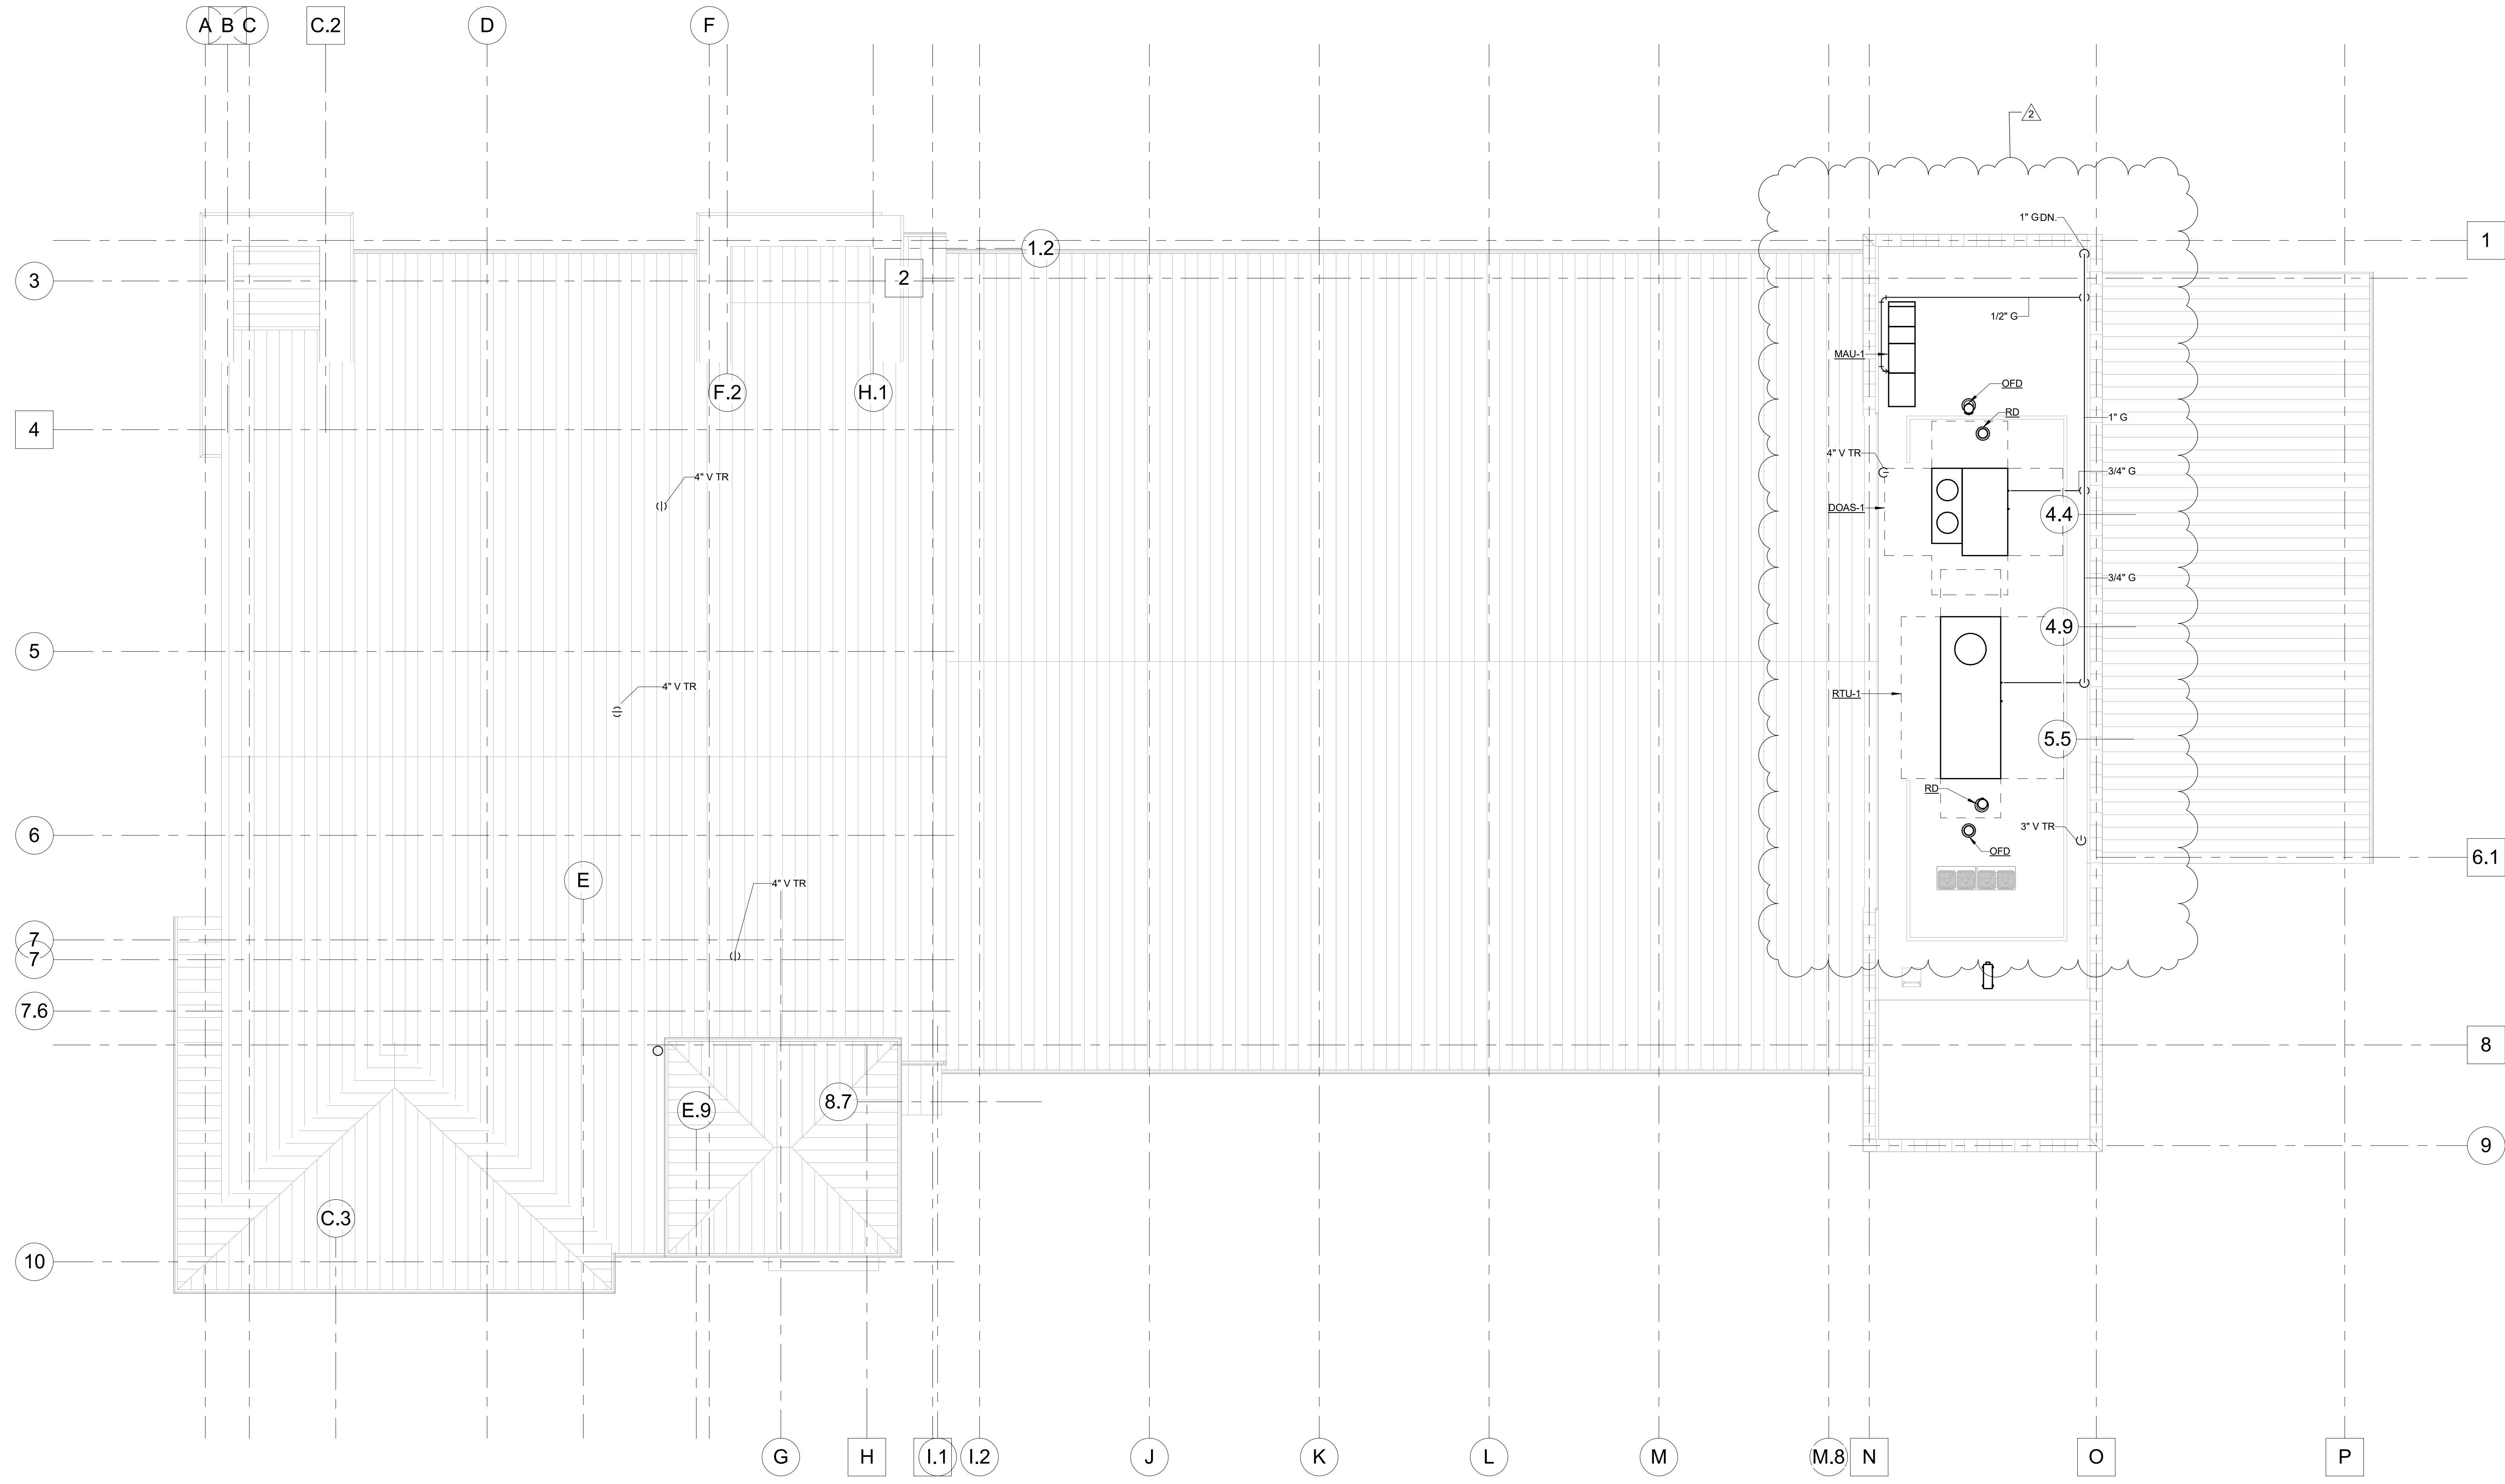 A
B
C
C.2
D
F
2
1" G DN.
1
1.2
2
3
1/2" G
MAU-1
OFD
F.2
H.1
RD
1" G
4
4" V TR
4" V TR
3/4" G
DOAS-1
4.4
3/4" G
4.9
5
4" V TR
RTU-1
5.5
RD
3" V TR
6
OFD
6.1
E
4" V TR
7
7
7.6
8
E.9
8.7
9
C.3
10
G
H
I.1
I.2
J
K
L
M
M.8
N
O
P